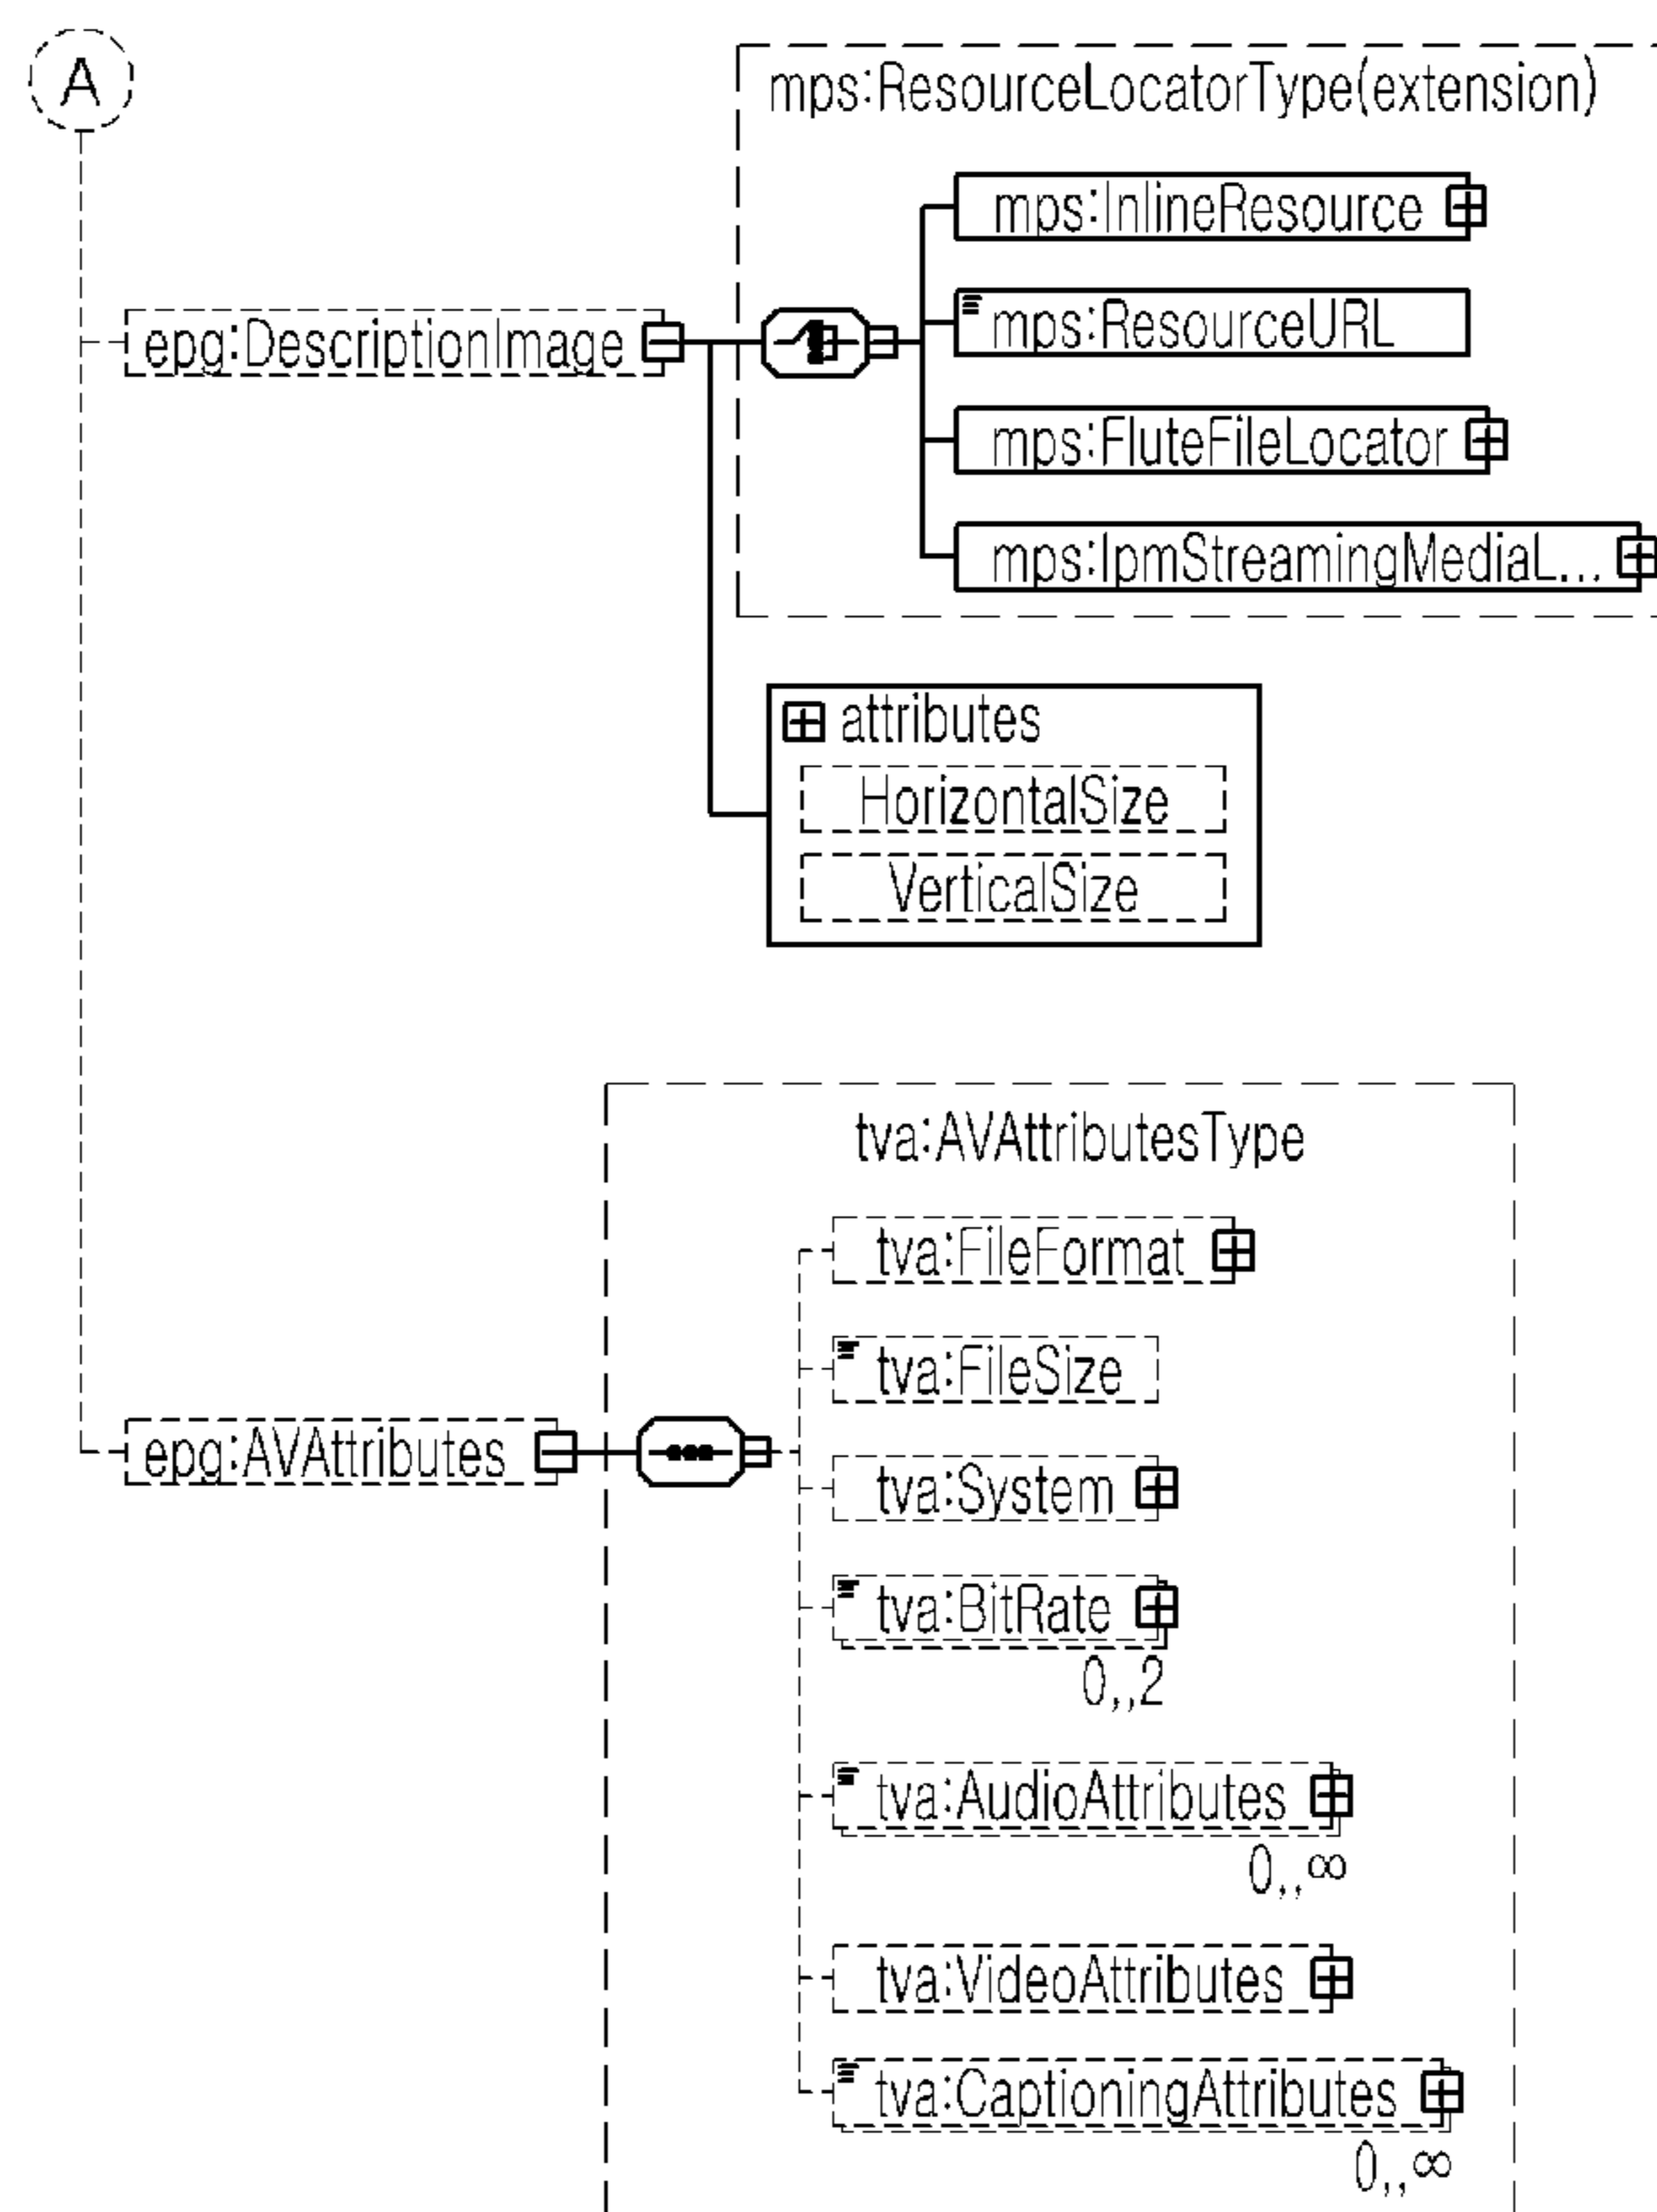 A
mps:ResourceLocatorType(extension)
mps:InlineResource
mps:ResourceURL
epg:DescriptionImage
mps:FluteFileLocator
mps:IpmStreamingMediaL...
attributes
HorizontalSize
VerticalSize
tva:AVAttributesType
tva:FileFormat
tva:FileSize
epg:AVAttributes
tva:System
tva:BitRate
0,,2
tva:AudioAttributes
0,,∞
tva:VideoAttributes
tva:CaptioningAttributes
0,,∞